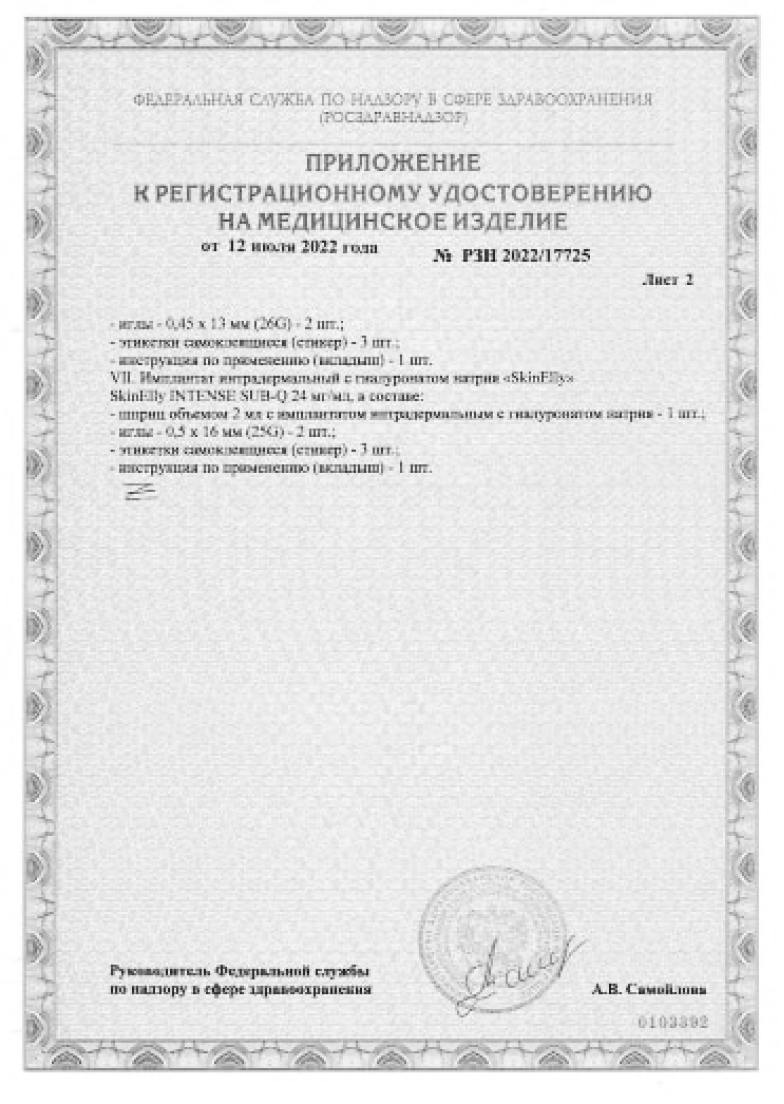 ФЕДЕРАЛЬНАЯ СЛУЖБА ПО НАДЗОРУ В СФЕРЕ ЗДРАВООХРАНЕНИЯ
(РОСЗДРАВНАДЗОР)
ПРИЛОЖЕНИЕ
К РЕГИСТРАЦИОННОМУ УДОСТОВЕРЕНИЮ
НА МЕДИЦИНСКОЕ ИЗДЕЛИЕ
от 12 июля 2022 года № РЗН 2022/17725
Лист 2
- иглы - 0,45 х 13 мм (26G) - 2 шт.;
- этикетки самоклеящиеся (стикер) - 3 шт.;
- инструкция по применению (вкладыш) - 1 шт.
VII. Имплантат интрадермальный с гиалуронатом натрия «SkinElly»
SkinElly INTENSE SUB-Q 24 мг/мл, в составе:
- шприц объемом 2 мл с имплантатом интрадермальным с гиалуронатом натрия - 1 шт.;
- иглы - 0,5 х 16 мм (25G) - 2 шт.;
- этикетки самоклеящиеся (стикер) - 3 шт.;
- инструкция по применению (вкладыш) - 1 шт.
Руководитель Федеральной службы
по надзору в сфере здравоохранения
А.В. Самойлова
0103392